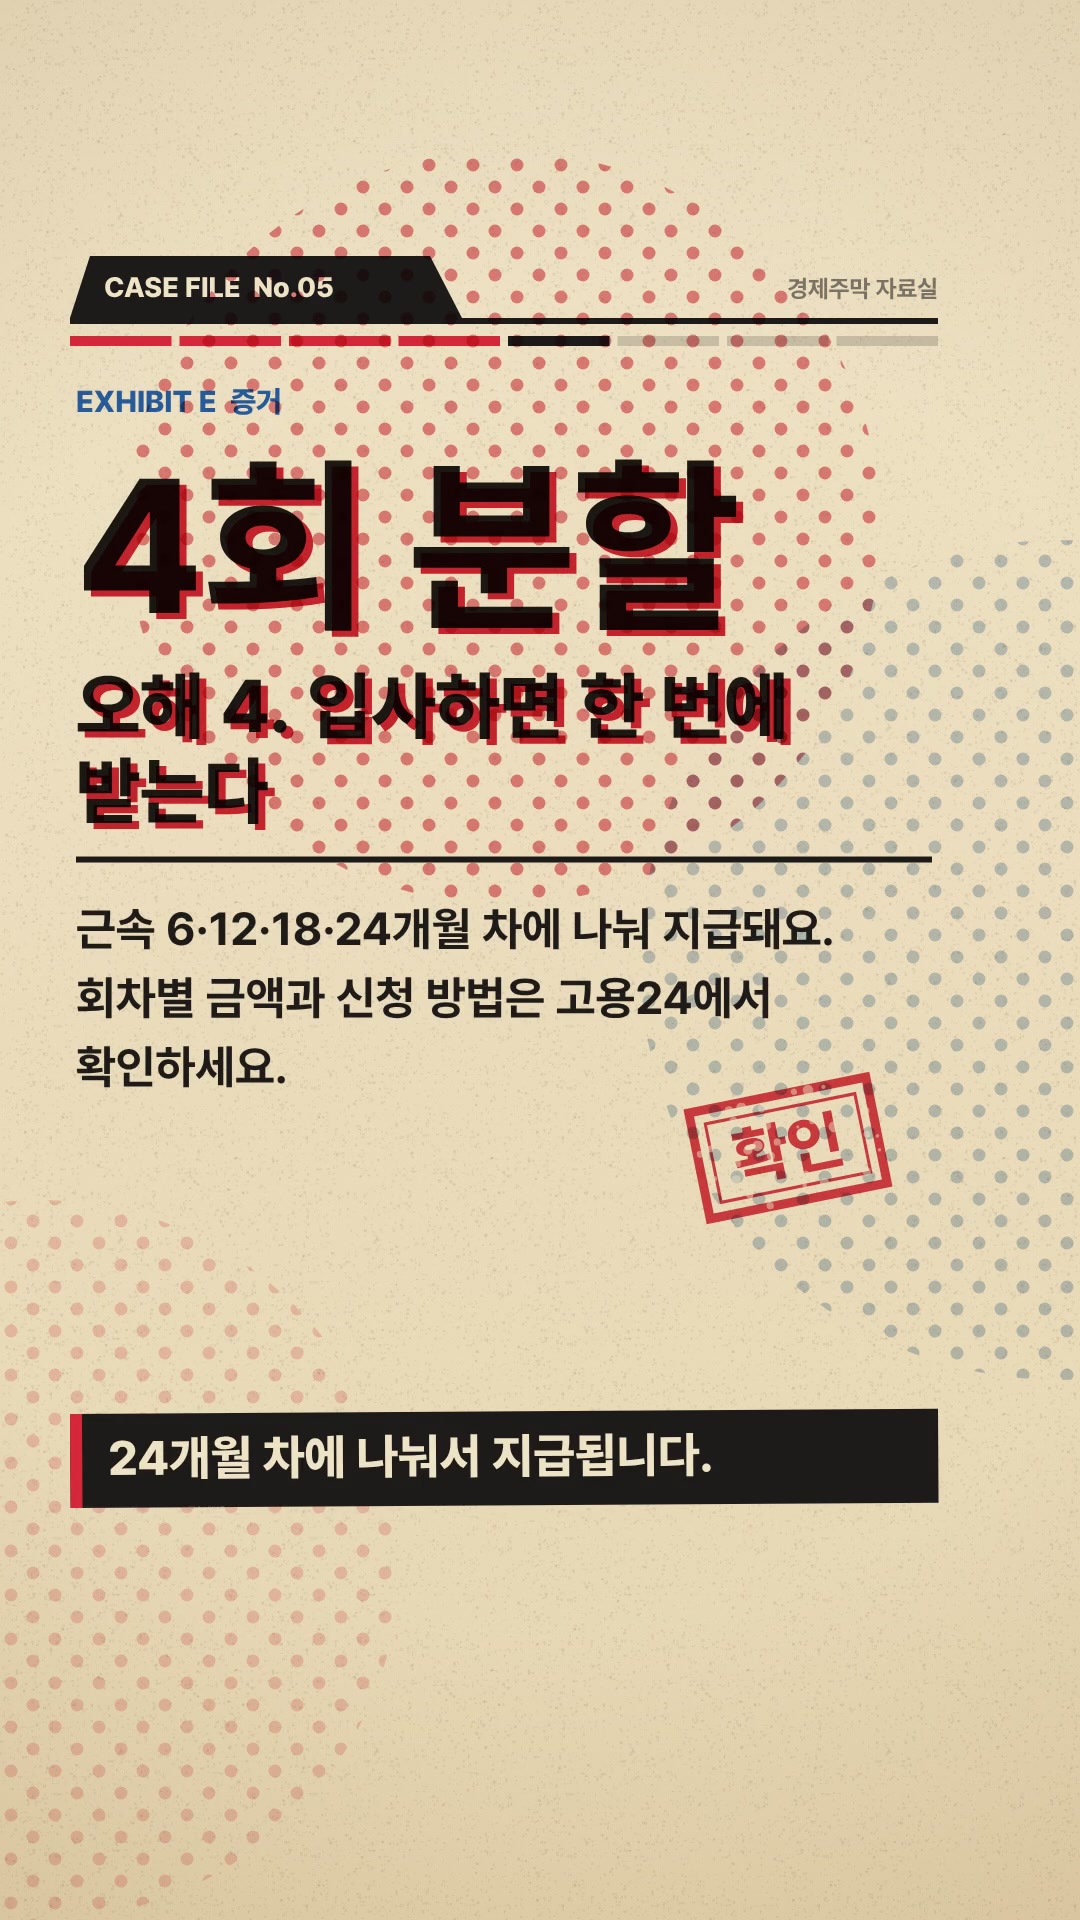 CASE FILE No.05
경제주막 자료실
EXHIBIT E 증거
4회 분할
오해 4. 입사하면 한 번에
받는다
근속 6·12·18·24개월 차에 나눠 지급돼요.
회차별 금액과 신청 방법은 고용24에서
확인하세요.
확인
24개월 차에 나눠서 지급됩니다.